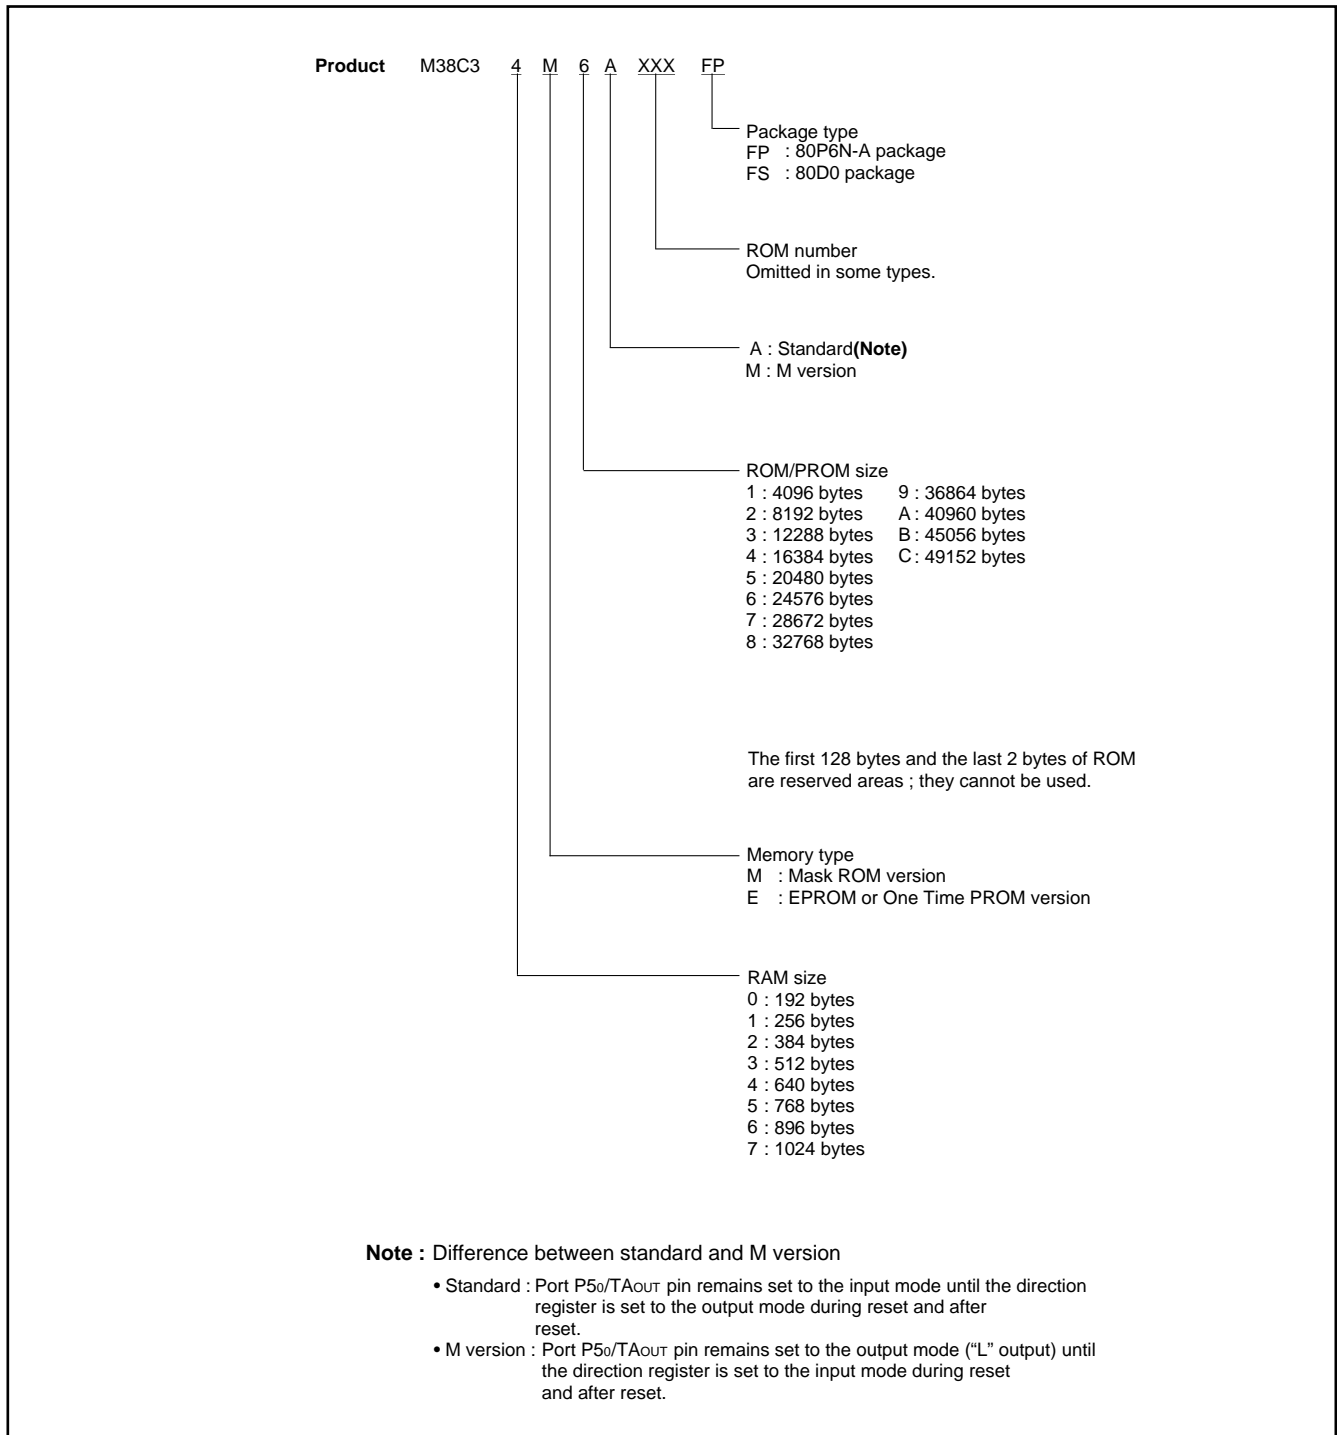 Product M38C3 4 M 6 A XXX FP
Package type
FP : 80P6N-A package
FS : 80D0 package
ROM number
Omitted in some types.
A : Standard(Note)
M : M version
ROM/PROM size
1 : 4096 bytes 9 : 36864 bytes
2 : 8192 bytes A : 40960 bytes
3 : 12288 bytes B : 45056 bytes
4 : 16384 bytes C : 49152 bytes
5 : 20480 bytes
6 : 24576 bytes
7 : 28672 bytes
8 : 32768 bytes
The first 128 bytes and the last 2 bytes of ROM
are reserved areas ; they cannot be used.
Memory type
M : Mask ROM version
E : EPROM or One Time PROM version
RAM size
0 : 192 bytes
1 : 256 bytes
2 : 384 bytes
3 : 512 bytes
4 : 640 bytes
5 : 768 bytes
6 : 896 bytes
7 : 1024 bytes
Note : Difference between standard and M version
• Standard : Port P50/TAOUT pin remains set to the input mode until the direction
register is set to the output mode during reset and after
reset.
• M version : Port P50/TAOUT pin remains set to the output mode (“L” output) until
the direction register is set to the input mode during reset
and after reset.